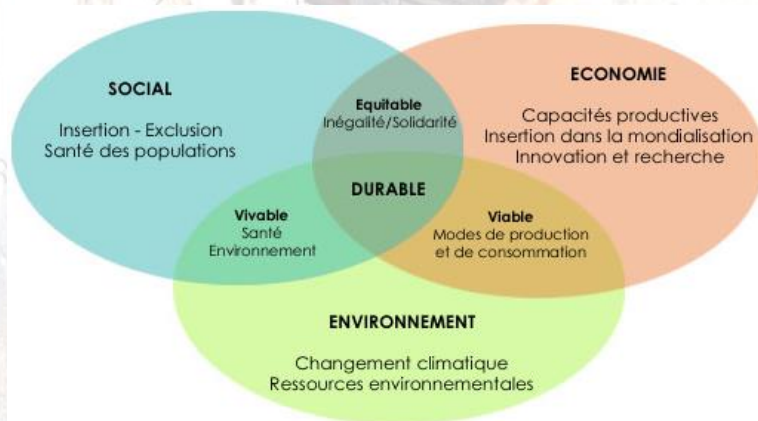 SOCIAL
Insertion - Exclusion
Santé des populations
Equitable
Inégalité/Solidarité
ECONOMIE
Capacités productives
Insertion dans la mondialisation
Innovation et recherche
DURABLE
Vivable
Santé
Environnement
Viable
Modes de production
et de consommation
ENVIRONNEMENT
Changement climatique
Ressources environnementales